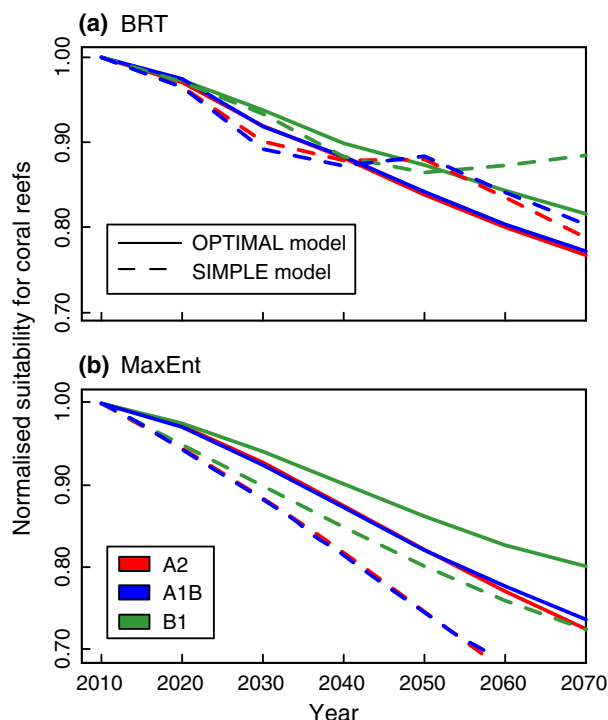 (a) BRT
1.00
0.90
0.80
0.70
OPTIMAL model
SIMPLE model
Normalised suitability for coral reefs
(b) MaxEnt
1.00
0.90
0.80
0.70
A2
A1B
B1
2010 2020 2030 2040 2050 2060 2070
Year